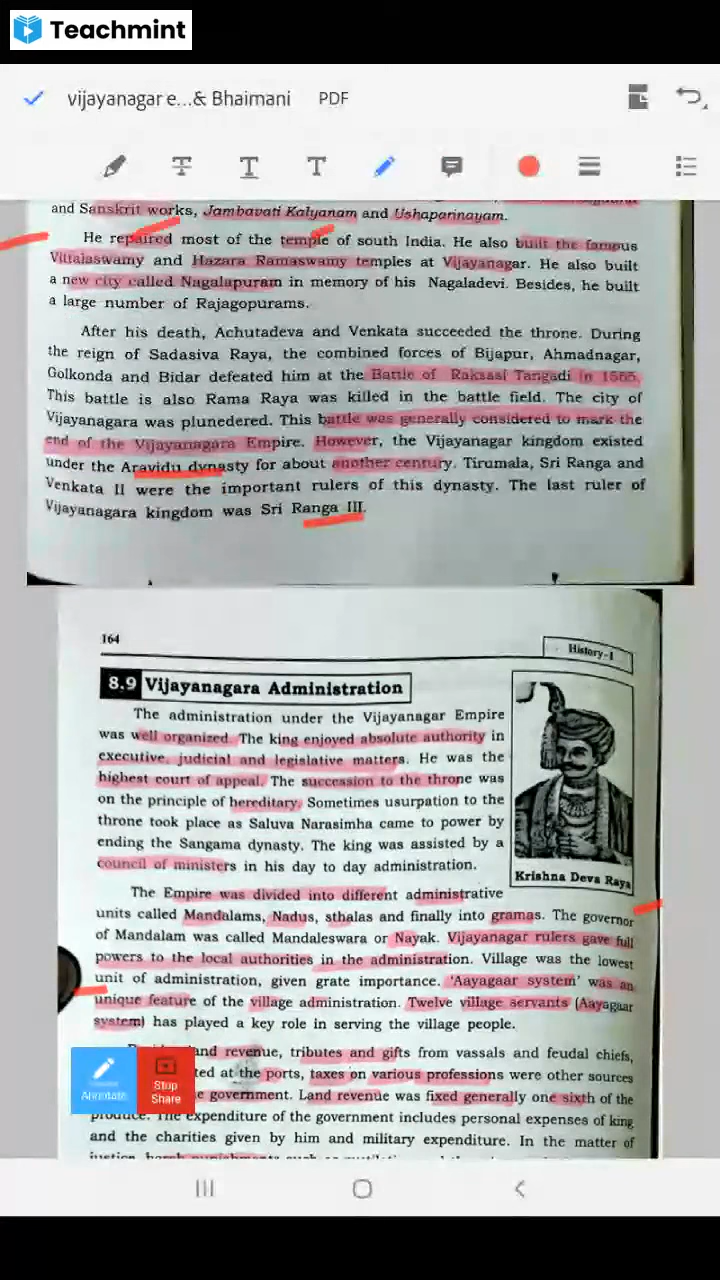 Teachmint
vijayanagar e...& Bhaimani PDF
and Sanskrit works, Jambavati Kalyanam and Ushaparinayam.
He repaired most of the temple of south India. He also built the famous
Vittalaswamy and Hazara Ramaswamy temples at Vijayanagar. He also built
a new city called Nagalapuram in memory of his Nagaladevi. Besides, he built
a large number of Rajagopurams.
After his death, Achutadeva and Venkata succeeded the throne. During
the reign of Sadasiva Raya, the combined forces of Bijapur, Ahmadnagar,
Golkonda and Bidar defeated him at the Battle of Raksasi Tangadi in 1565.
This battle is also Rama Raya was killed in the battle field. The city of
Vijayanagara was plunedered. This battle was generally considered to mark the
end of the Vijayanagara Empire. However, the Vijayanagar kingdom existed
under the Aravidu dynasty for about another century. Tirumala, Sri Ranga and
Venkata II were the important rulers of this dynasty. The last ruler of
Vijayanagara kingdom was Sri Ranga III.
164
History-I
8.9 Vijayanagara Administration
The administration under the Vijayanagar Empire
was well organized. The king enjoyed absolute authority in
executive, judicial and legislative matters. He was the
highest court of appeal. The succession to the throne was
on the principle of hereditary. Sometimes usurpation to the
throne took place as Saluva Narasimha came to power by
ending the Sangama dynasty. The king was assisted by a
council of ministers in his day to day administration.
Krishna Deva Raya
The Empire was divided into different administrative
units called Mandalams, Nadus, sthalas and finally into gramas. The governor
of Mandalam was called Mandaleswara or Nayak. Vijayanagar rulers gave full
powers to the local authorities in the administration. Village was the lowest
unit of administration, given grate importance. 'Aayagaar system' was an
unique feature of the village administration. Twelve village servants (Aayagaar
system) has played a key role in serving the village people.
land revenue, tributes and gifts from vassals and feudal chiefs,
at the ports, taxes on various professions were other sources
government. Land revenue was fixed generally one sixth of the
produce. The expenditure of the government includes personal expenses of king
and the charities given by him and military expenditure. In the matter of
justice, harsh punishments such as
Annotate
Stop
Share